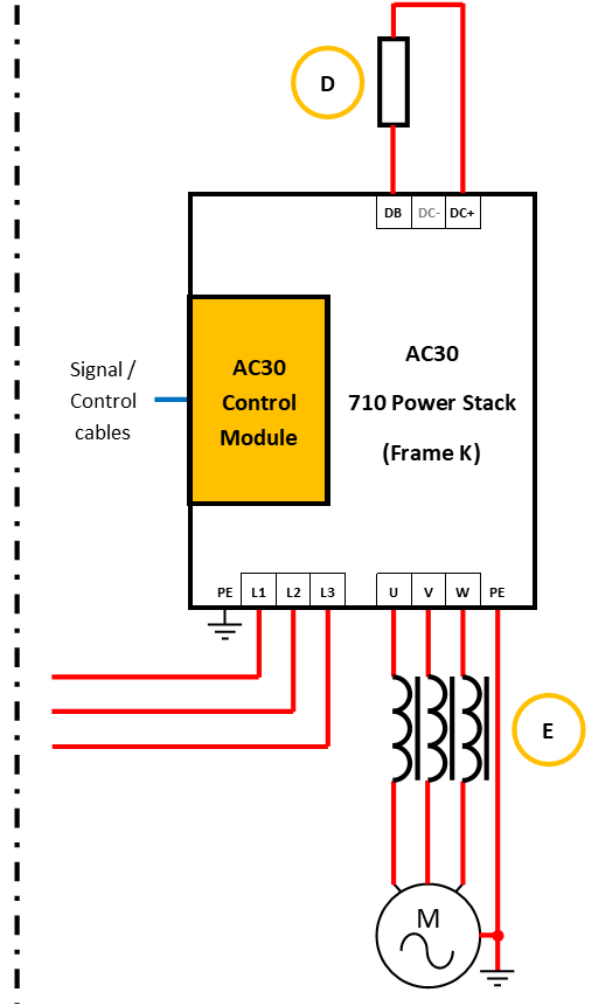 D
DB DC- DC+
AC30
Control
Module
AC30
710 Power Stack
(Frame K)
Signal /
Control
cables
PE L1 L2 L3 U V W PE
E
M